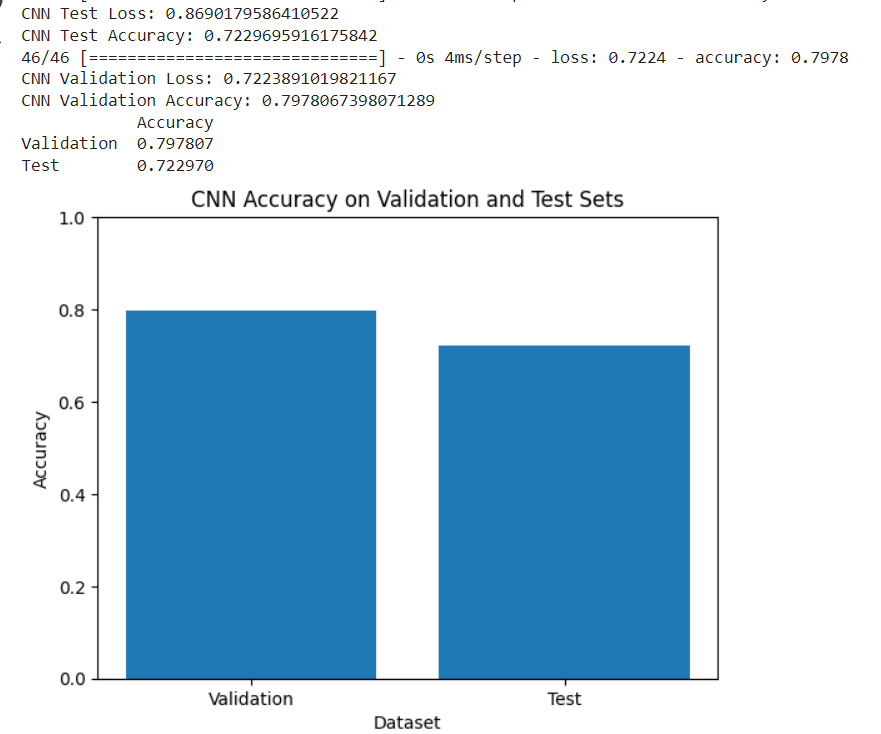 CNN Test Loss: 0.8690179586410522
CNN Test Accuracy: 0.7229695916175842
46/46 [==============================] - 0s 4ms/step - loss: 0.7224 - accuracy: 0.7978
CNN Validation Loss: 0.7223891019821167
CNN Validation Accuracy: 0.7978067398071289
Accuracy
Validation 0.797807
Test 0.722970
CNN Accuracy on Validation and Test Sets
1.0
0.8
0.6
0.4
0.2
0.0
Accuracy
Validation Test
Dataset